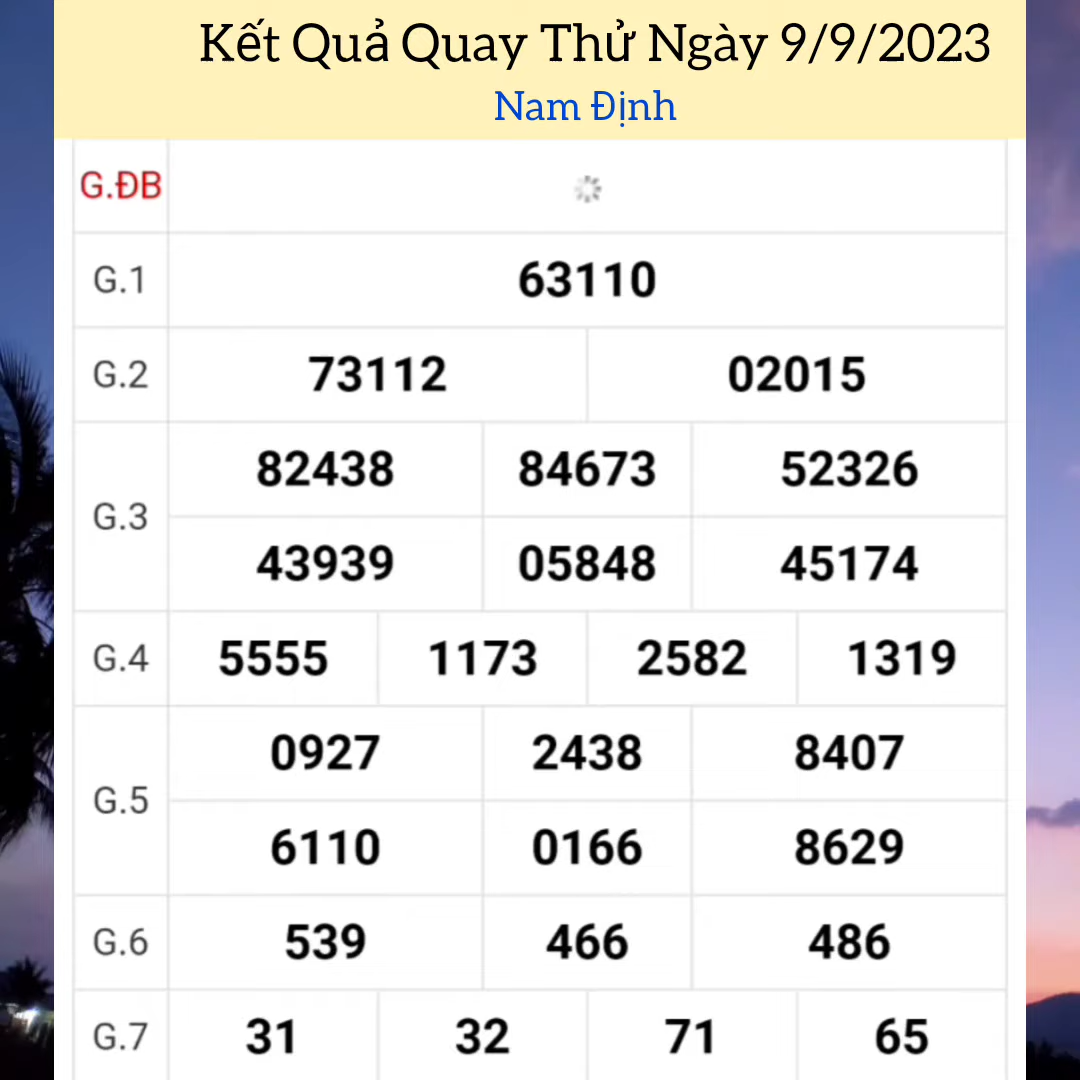 Kết Quả Quay Thử Ngày 9/9/2023
Nam Định
G.ĐB
G.1 63110
G.2 73112 02015
G.3
82438 84673 52326
43939 05848 45174
G.4 5555 1173 2582 1319
G.5
0927 2438 8407
6110 0166 8629
G.6 539 466 486
G.7 31 32 71 65